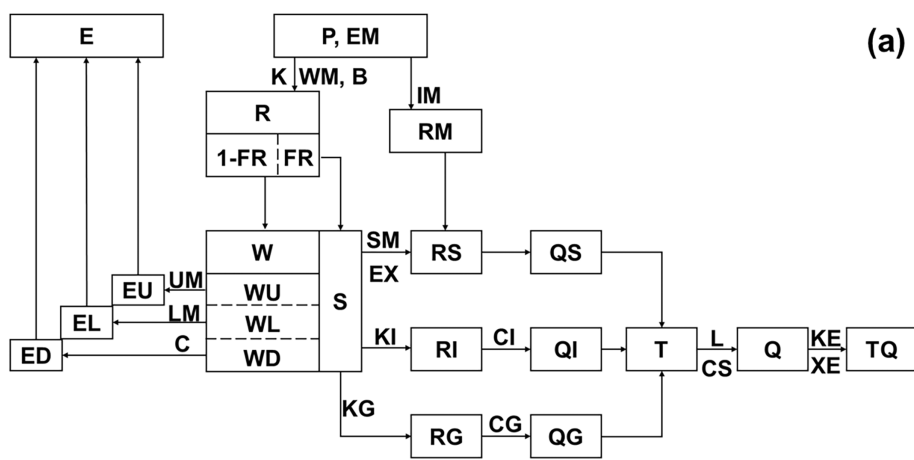 E
P, EM
(a)
K
WM, B
IM
R
RM
1-FR
FR
W
S
SM
EX
RS
QS
UM
EU
WU
LM
EL
WL
C
ED
WD
KI
RI
CI
QI
T
L
CS
Q
KE
XE
TQ
KG
RG
CG
QG